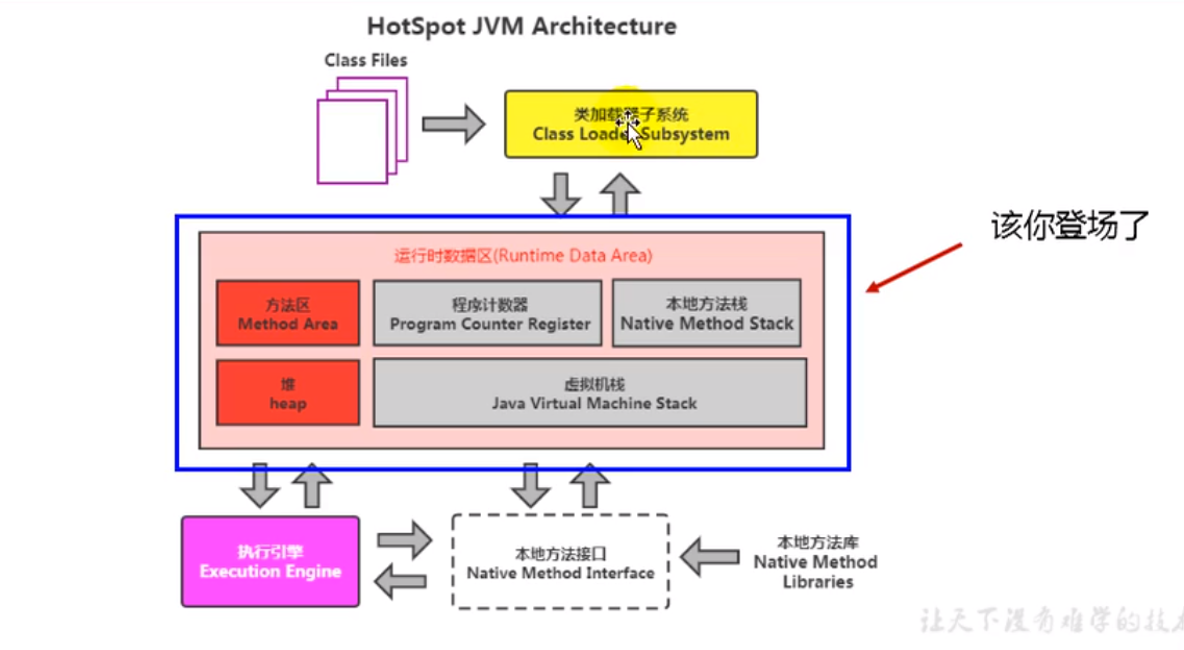 HotSpot JVM Architecture
Class Files
类加载器子系统
Class Loader Subsystem
该你登场了
运行时数据区(Runtime Data Area)
方法区
Method Area
程序计数器
Program Counter Register
本地方法栈
Native Method Stack
堆
heap
虚拟机栈
Java Virtual Machine Stack
执行引擎
Execution Engine
本地方法接口
Native Method Interface
本地方法库
Native Method
Libraries
让天下没有难学的技